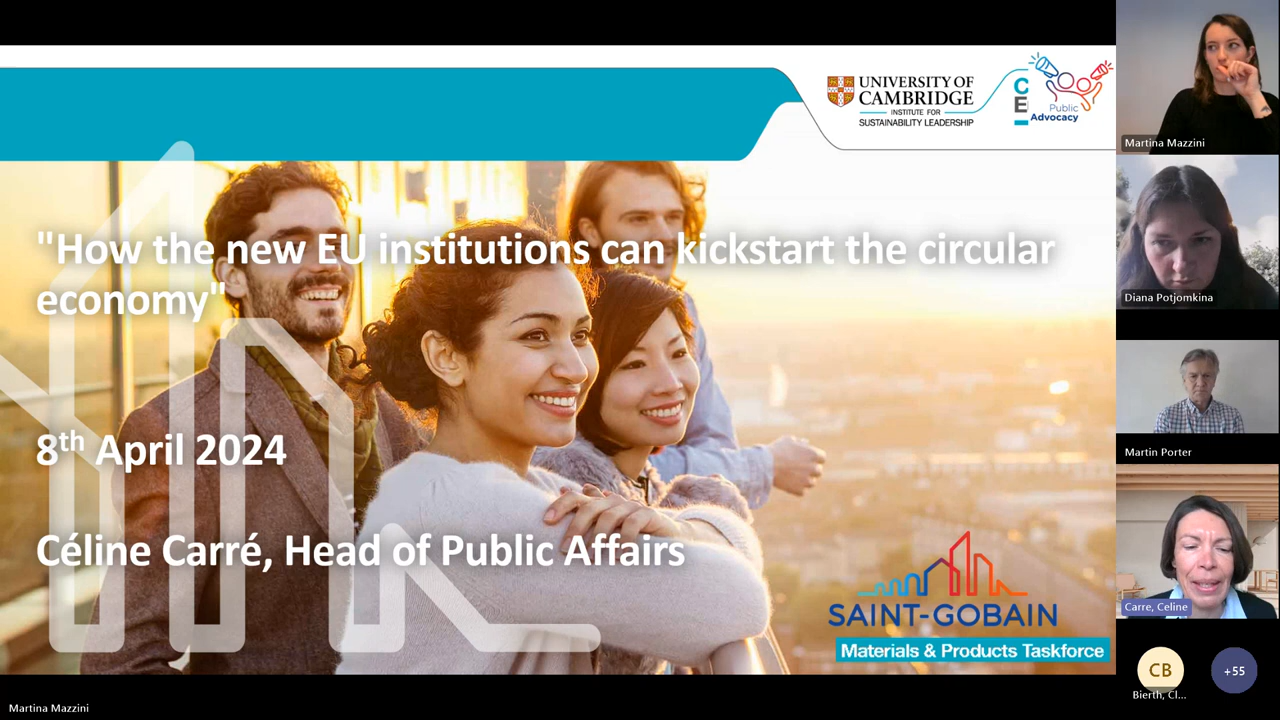 UNIVERSITY OF
CAMBRIDGE
INSTITUTE FOR
SUSTAINABILITY LEADERSHIP
CE
Public
Advocacy
"How the new EU institutions can kickstart the circular
economy"
8th April 2024
Céline Carré, Head of Public Affairs
SAINT-GOBAIN
Materials & Products Taskforce
Martina Mazzini
Martina Mazzini
Diana Potjomkina
Martin Porter
Carre, Celine
CB
Bierth, Cl...
+55